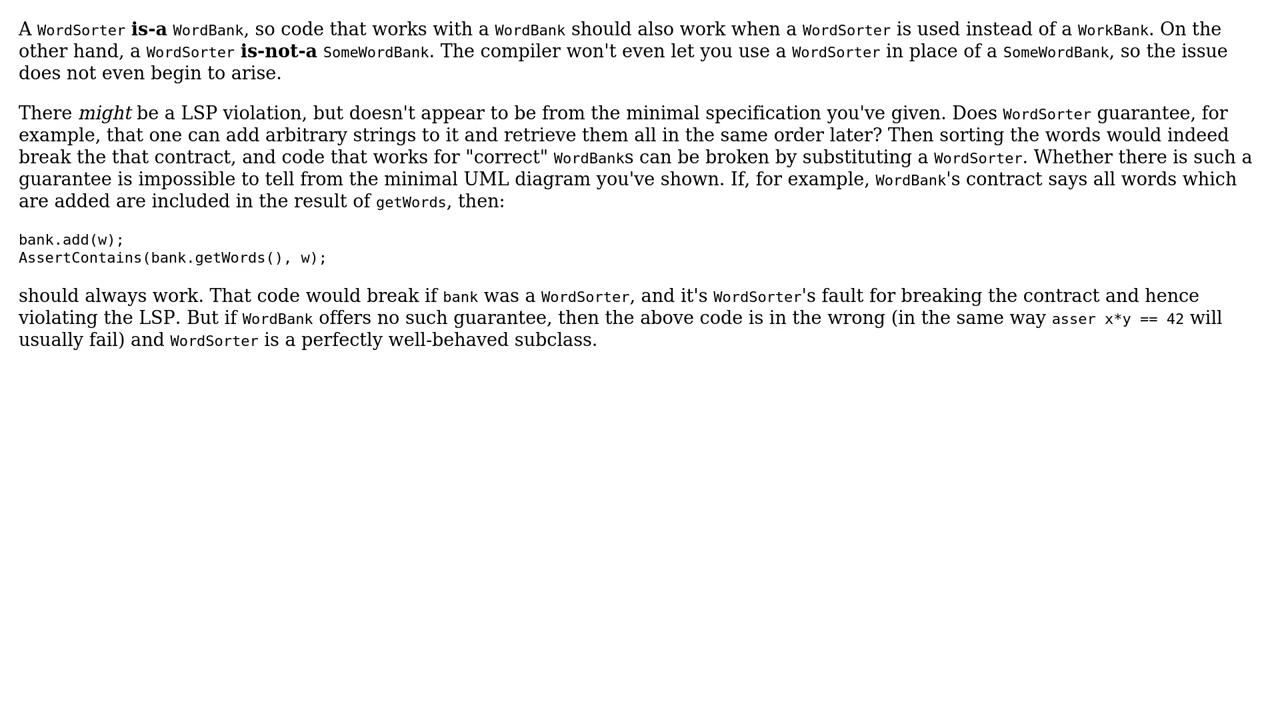 A WordSorter is-a WordBank, so code that works with a WordBank should also work when a WordSorter is used instead of a WorkBank. On the
other hand, a WordSorter is-not-a SomeWordBank. The compiler won't even let you use a WordSorter in place of a SomeWordBank, so the issue
does not even begin to arise.
There might be a LSP violation, but doesn't appear to be from the minimal specification you've given. Does WordSorter guarantee, for
example, that one can add arbitrary strings to it and retrieve them all in the same order later? Then sorting the words would indeed
break the that contract, and code that works for "correct" WordBanks can be broken by substituting a WordSorter. Whether there is such a
guarantee is impossible to tell from the minimal UML diagram you've shown. If, for example, WordBank's contract says all words which
are added are included in the result of getWords, then:
bank.add(w);
AssertContains(bank.getWords(), w);
should always work. That code would break if bank was a WordSorter, and it's WordSorter's fault for breaking the contract and hence
violating the LSP. But if WordBank offers no such guarantee, then the above code is in the wrong (in the same way asser x*y == 42 will
usually fail) and WordSorter is a perfectly well-behaved subclass.